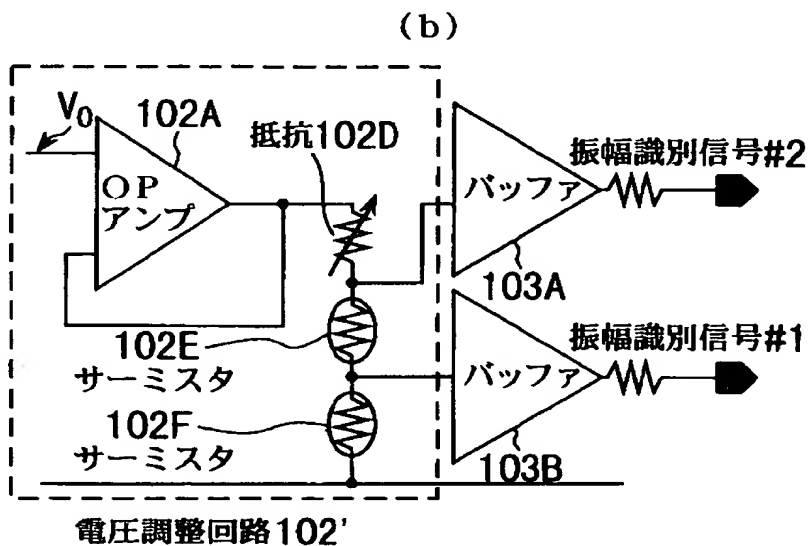 (b)
V0
102A
OP
アンプ
抵抗102D
102E
サーミスタ
102F
サーミスタ
バッファ
103A
振幅識別信号#2
バッファ
103B
振幅識別信号#1
電圧調整回路102'